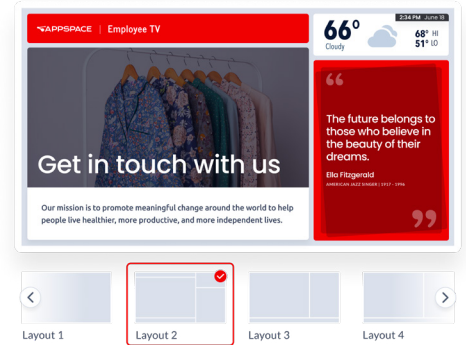 APPSPACE | Employee TV
66°
Cloudy
2:34 PM June 18
68° HI
51° LO
Get in touch with us
Our mission is to promote meaningful change around the world to help
people live healthier, more productive, and more independent lives.
“
The future belongs to
those who believe in
the beauty of their
dreams.
Ella Fitzgerald
AMERICAN JAZZ SINGER | 1917 - 1996
”
Layout 1
Layout 2
Layout 3
Layout 4